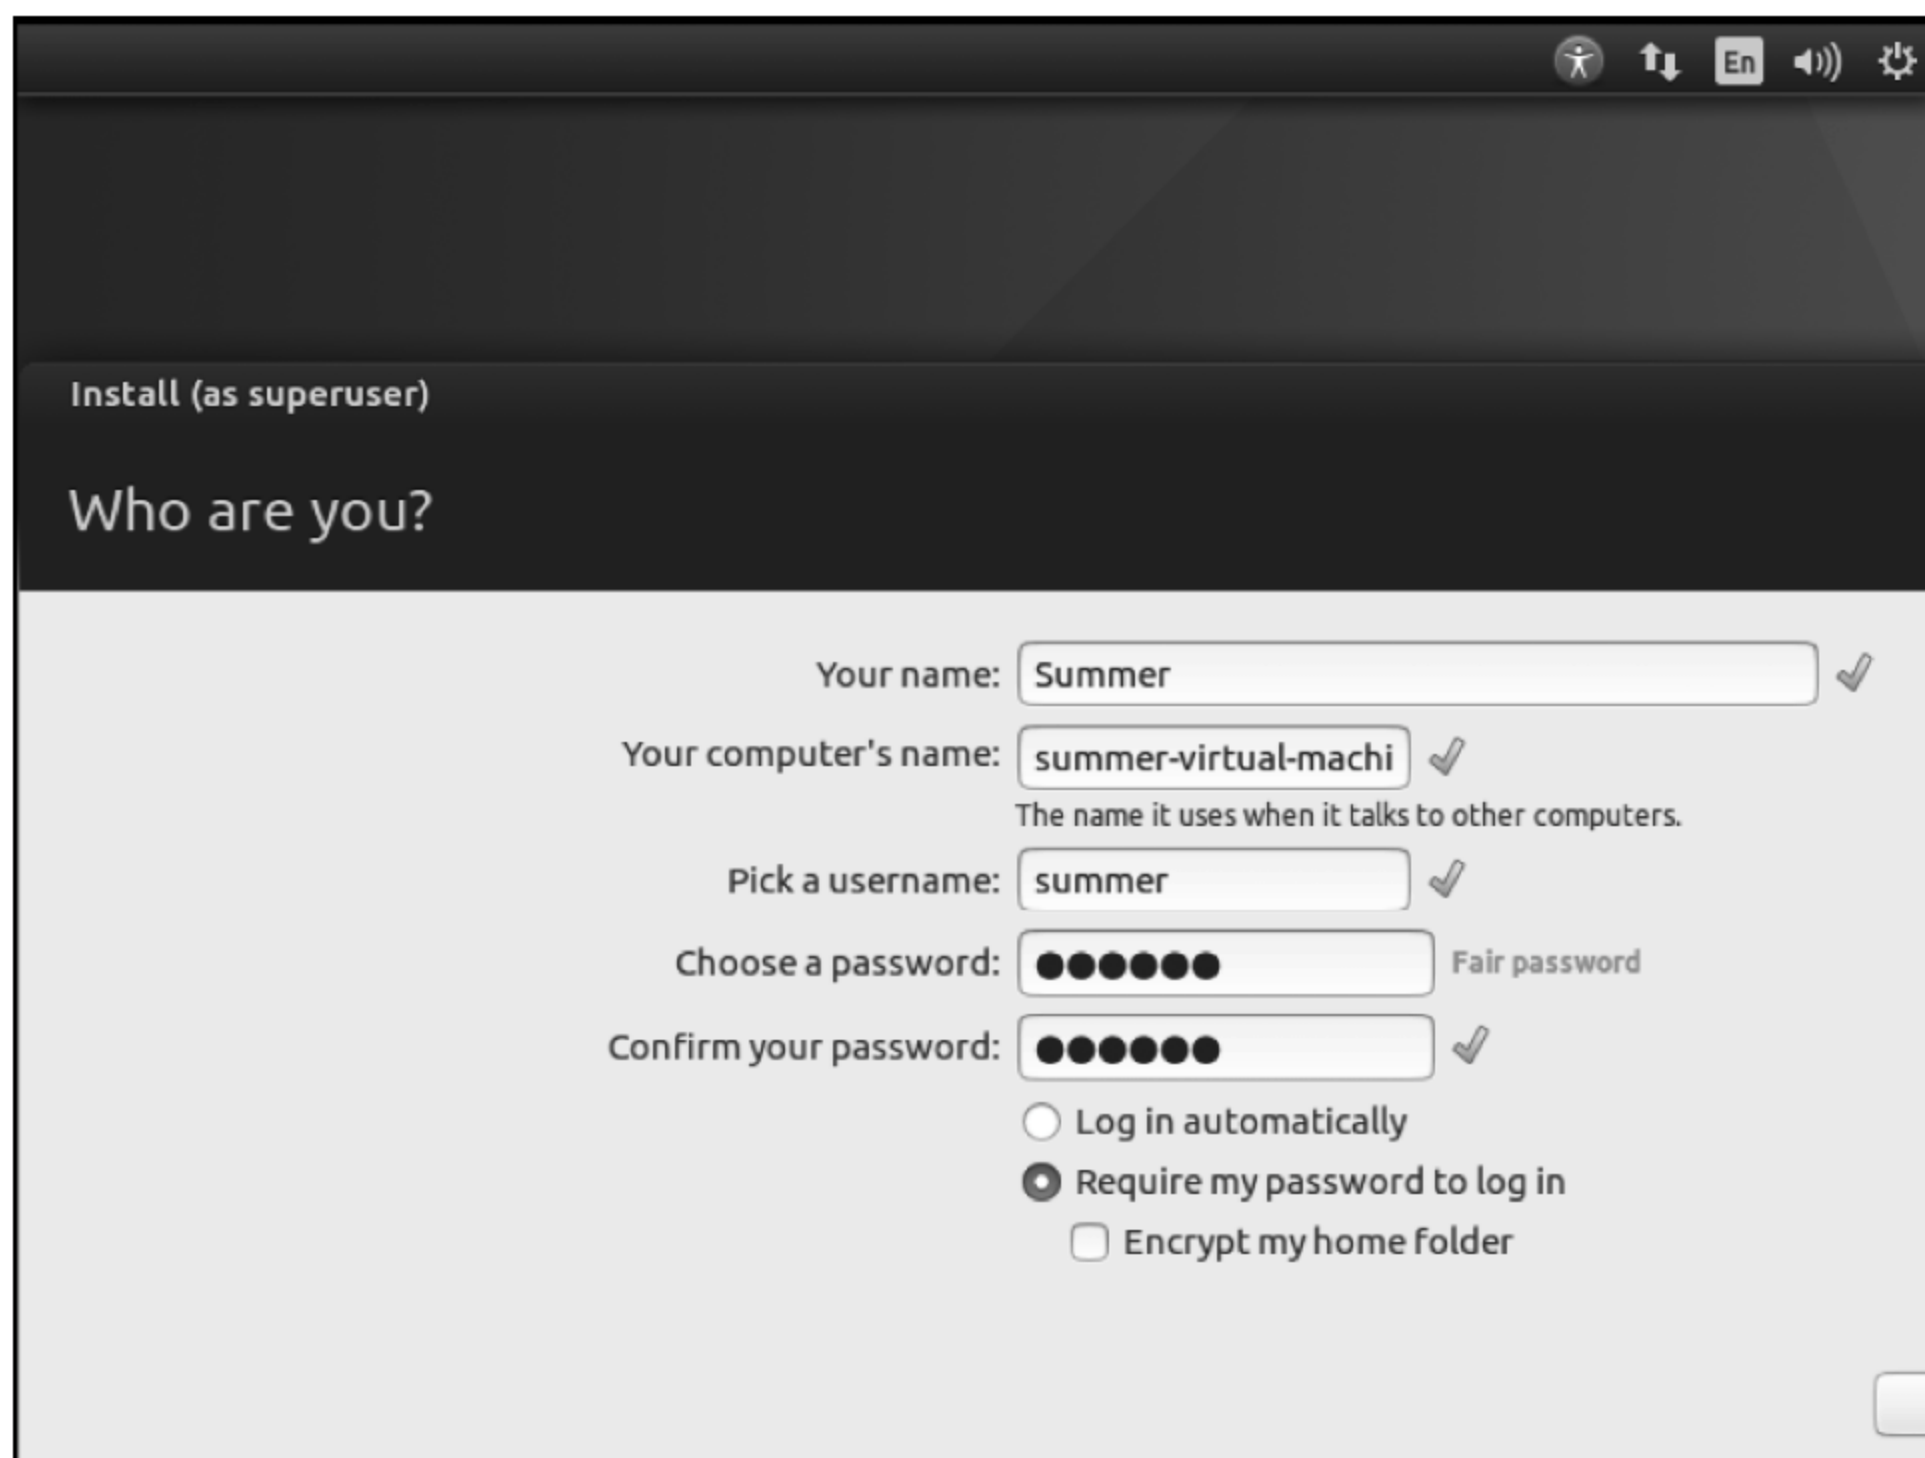 En
Install (as superuser)
Who are you?
Your name: Summer
Your computer's name: summer-virtual-machi
The name it uses when it talks to other computers.
Pick a username: summer
Choose a password: ●●●●●● Fair password
Confirm your password: ●●●●●●
Log in automatically
Require my password to log in
Encrypt my home folder